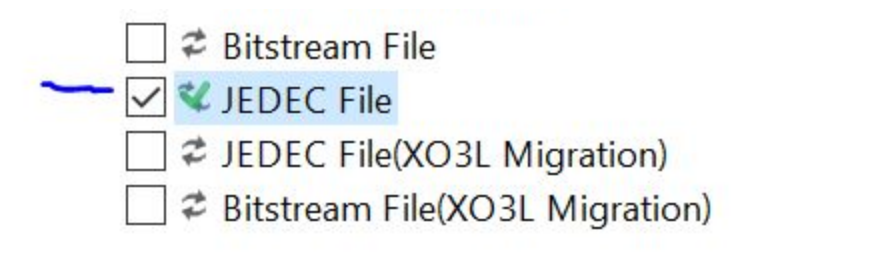 Bitstream File
JEDEC File
JEDEC File(XO3L Migration)
Bitstream File(XO3L Migration)